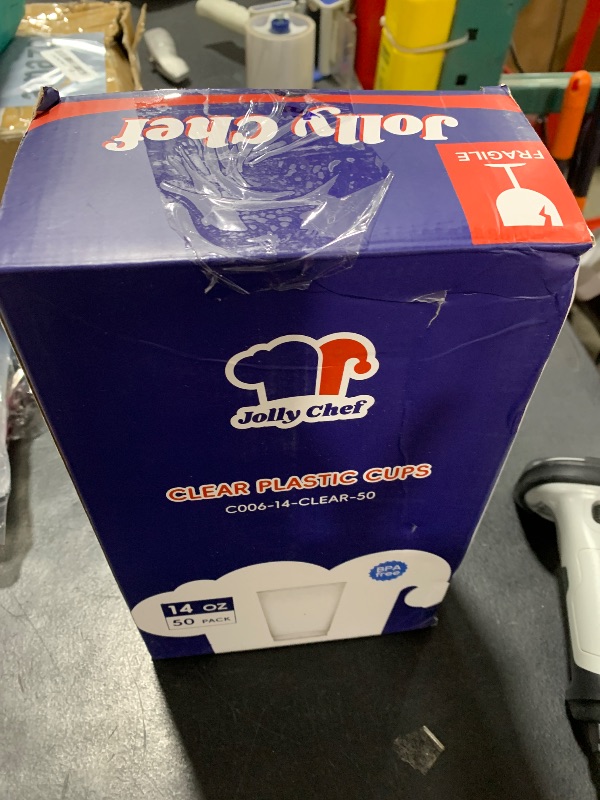 Jolly Chef
FRAGILE
Jolly Chef
CLEAR PLASTIC CUPS
C006-14-CLEAR-50
BPA
free
14 OZ
50 PACK